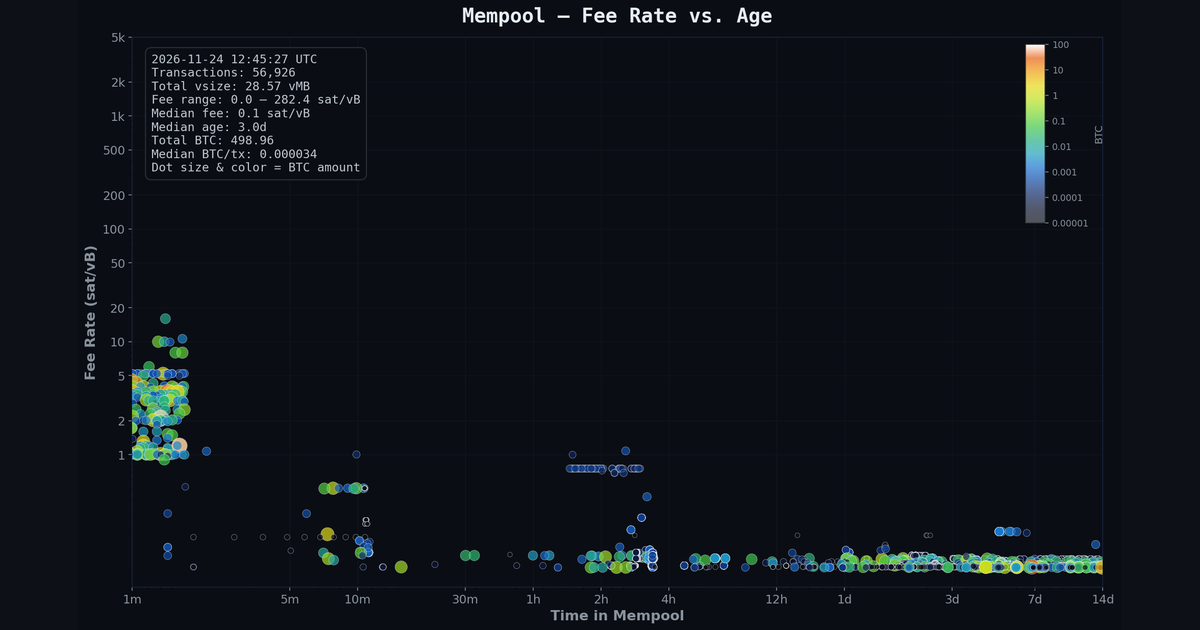 Mempool — Fee Rate vs. Age
2026-11-24 12:45:27 UTC
Transactions: 56,926
Total vsize: 28.57 vMB
Fee range: 0.0 — 282.4 sat/vB
Median fee: 0.1 sat/vB
Median age: 3.0d
Total BTC: 498.96
Median BTC/tx: 0.000034
Dot size & color = BTC amount
5k
2k
1k
500
200
100
50
20
10
5
2
1
Fee Rate (sat/vB)
100
10
1
0.1
0.01
0.001
0.0001
0.00001
BTC
1m
5m
10m
30m
1h
2h
4h
12h
1d
3d
7d
14d
Time in Mempool